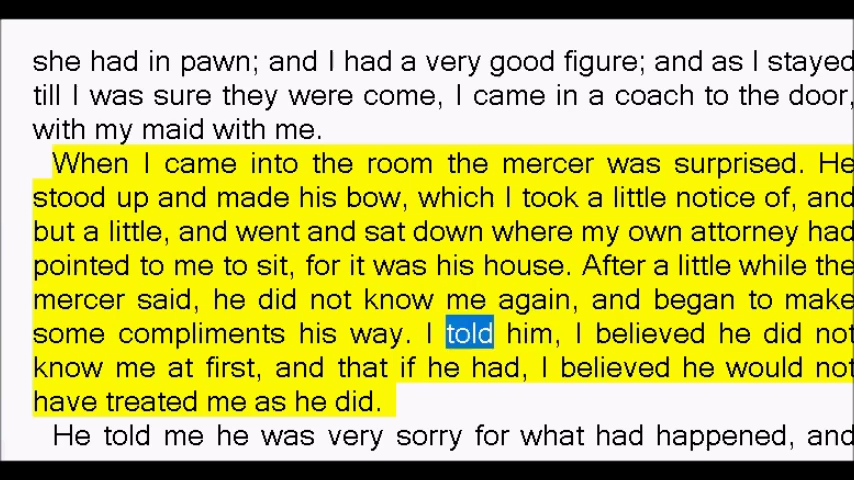 she had in pawn; and I had a very good figure; and as I stayed
till I was sure they were come, I came in a coach to the door,
with my maid with me.
When I came into the room the mercer was surprised. He
stood up and made his bow, which I took a little notice of, and
but a little, and went and sat down where my own attorney had
pointed to me to sit, for it was his house. After a little while the
mercer said, he did not know me again, and began to make
some compliments his way. I told him, I believed he did not
know me at first, and that if he had, I believed he would not
have treated me as he did.
He told me he was very sorry for what had happened, and